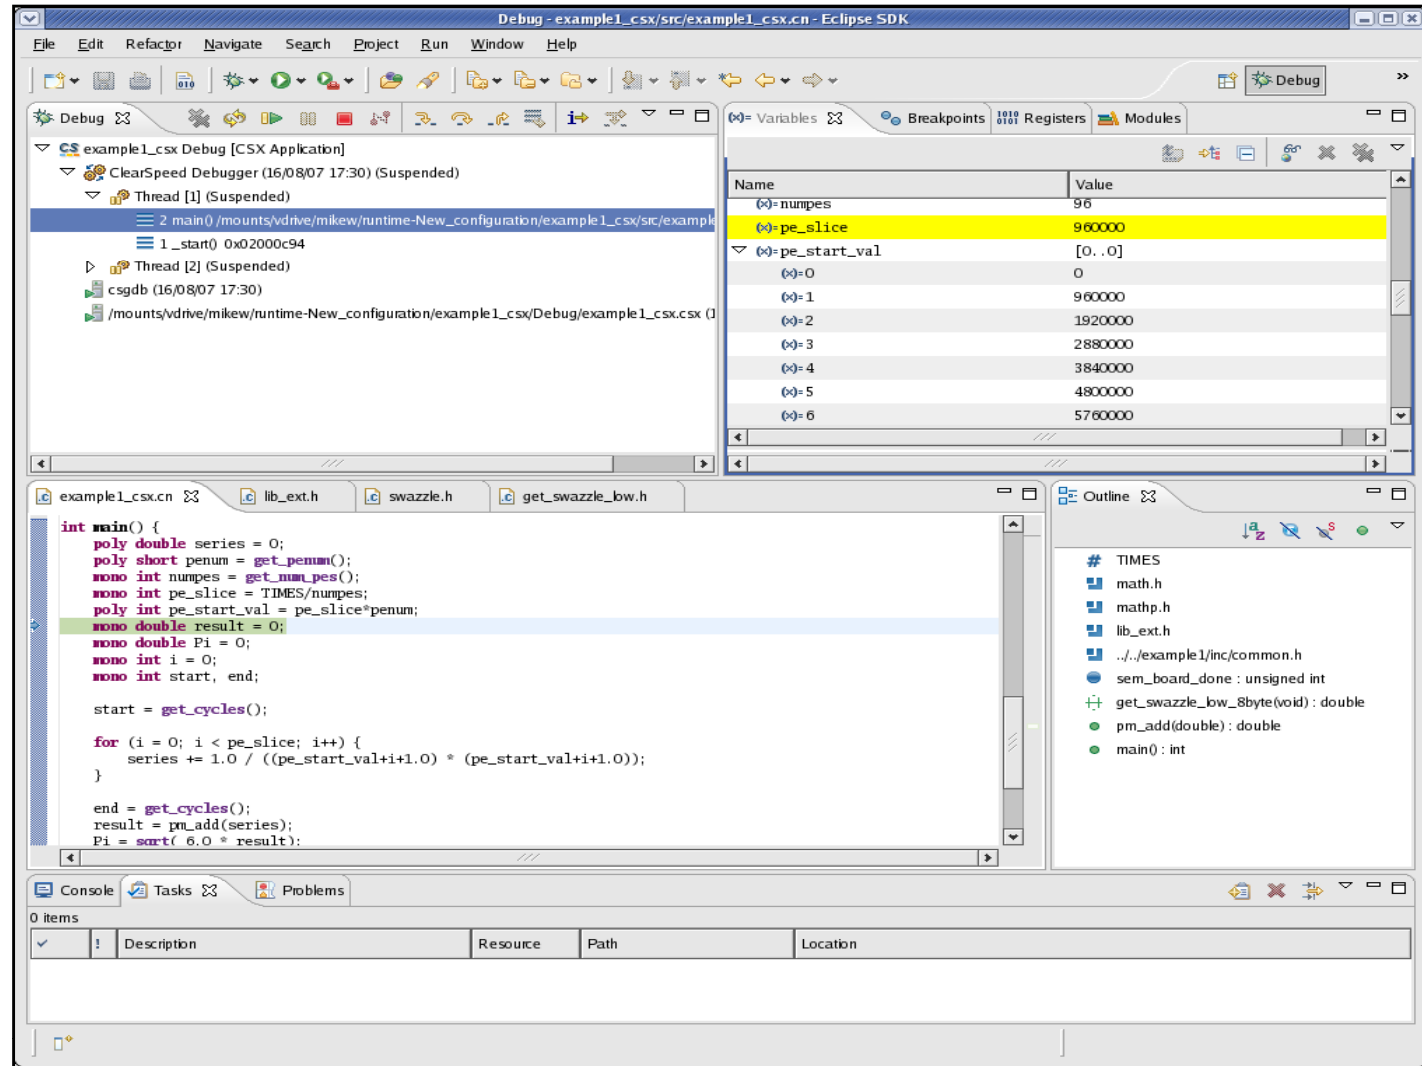 Debug - example1_csx/src/example1_csx.cn - Eclipse SDK
File Edit Refactor Navigate Search Project Run Window Help
Debug
Debug
example1_csx Debug [CSX Application]
ClearSpeed Debugger (16/08/07 17:30) (Suspended)
Thread [1] (Suspended)
2 main() /mounts/vdrive/mikew/runtime-New_configuration/example1_csx/src/example
1 _start() 0x02000c94
Thread [2] (Suspended)
csgdb (16/08/07 17:30)
/mounts/vdrive/mikew/runtime-New_configuration/example1_csx/Debug/example1_csx.csx (1
(x)= Variables Breakpoints 1010 0101 Registers Modules
Name Value
(x)= numpes 96
(x)= pe_slice 960000
(x)= pe_start_val [0..0]
(x)= 0 0
(x)= 1 960000
(x)= 2 1920000
(x)= 3 2880000
(x)= 4 3840000
(x)= 5 4800000
(x)= 6 5760000
example1_csx.cn lib_ext.h swazzle.h get_swazzle_low.h
int main() {
poly double series = 0;
poly short penum = get_penum();
mono int numpes = get_num_pes();
mono int pe_slice = TIMES/numpes;
poly int pe_start_val = pe_slice*penum;
mono double result = 0;
mono double Pi = 0;
mono int i = 0;
mono int start, end;
start = get_cycles();
for (i = 0; i < pe_slice; i++) {
series += 1.0 / ((pe_start_val+i+1.0) * (pe_start_val+i+1.0));
}
end = get_cycles();
result = pm_add(series);
Pi = sqrt( 6.0 * result);
Outline
# TIMES
math.h
mathp.h
lib_ext.h
../../example1/inc/common.h
sem_board_done : unsigned int
get_swazzle_low_8byte(void) : double
pm_add(double) : double
main() : int
Console Tasks Problems
0 items
! Description Resource Path Location